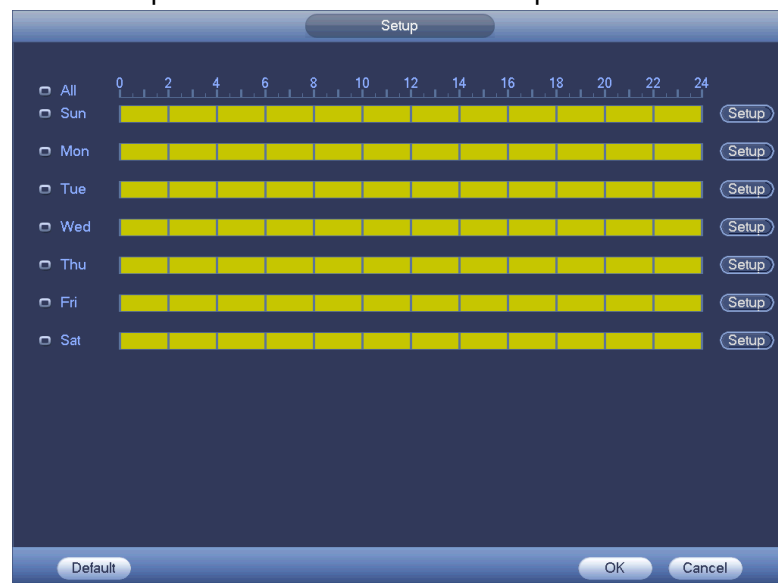 Setup
All 0 2 4 6 8 10 12 14 16 18 20 22 24
Sun Setup
Mon Setup
Tue Setup
Wed Setup
Thu Setup
Fri Setup
Sat Setup
Default OK Cancel